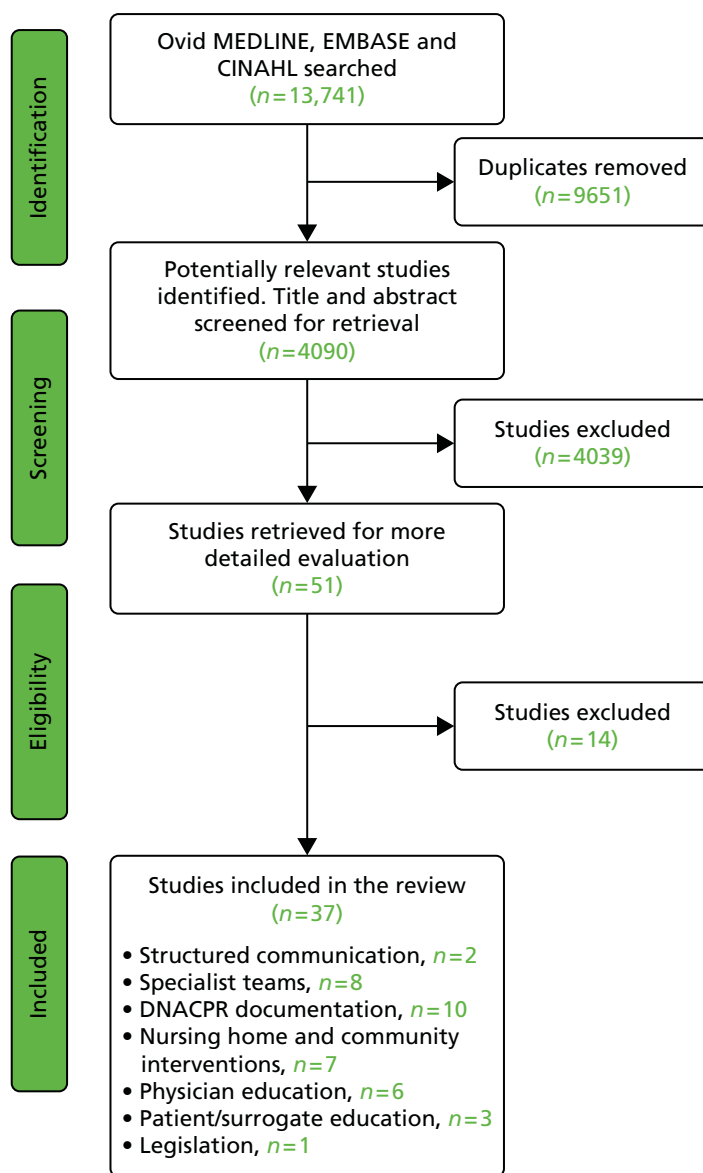 Identification
Ovid MEDLINE, EMBASE and
CINAHL searched
(n=13,741)
Duplicates removed
(n=9651)
Screening
Potentially relevant studies
identified. Title and abstract
screened for retrieval
(n=4090)
Studies excluded
(n=4039)
Studies retrieved for more
detailed evaluation
(n=51)
Eligibility
Studies excluded
(n=14)
Included
Studies included in the review
(n=37)
• Structured communication, n=2
• Specialist teams, n=8
• DNACPR documentation, n=10
• Nursing home and community
interventions, n=7
• Physician education, n=6
• Patient/surrogate education, n=3
• Legislation, n=1